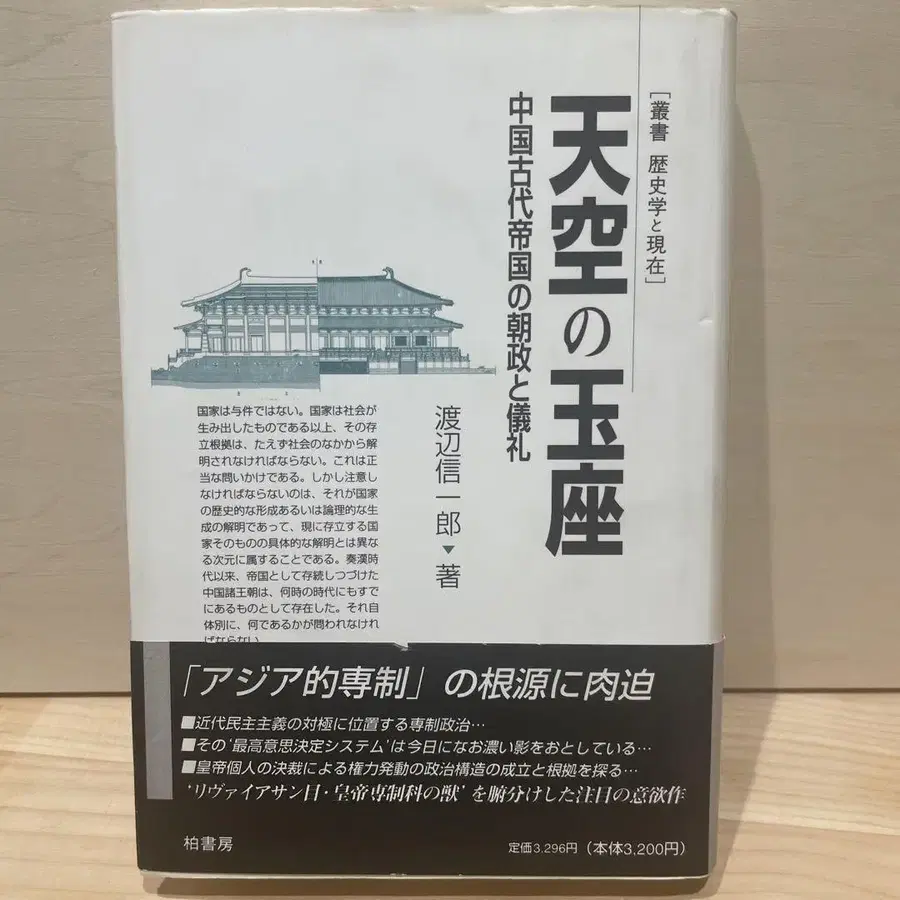 [叢書 歴史学と現在]
天空の玉座
中国古代帝国の朝政と儀礼
渡辺信一郎▼著
国家は与件ではない。国家は社会が
生み出したものである以上、その存
立根拠は、たえず社会のなかから解
明されなければならない。これは正
当な問いかけである。しかし注意し
なければならないのは、それが国家
の歴史的な形成あるいは論理的な生
成の解明であって、現に存立する国
家そのものの具体的な解明とは異な
る次元に属することである。秦漢時
代以来、帝国として存続しつづけた
中国諸王朝は、何時の時代にもすで
にあるものとして存在した。それ自
体別に、何であるかが問われなけれ
ばならない。
「アジア的専制」の根源に肉迫
■近代民主主義の対極に位置する専制政治…
■その‘最高意思決定システム’は今日になお濃い影をおとしている…
■皇帝個人の決裁による権力発動の政治構造の成立と根拠を探る…
‘リヴァイアサン目・皇帝専制科の獣’を腑分けした注目の意欲作
柏書房
定価3,296円（本体3,200円）